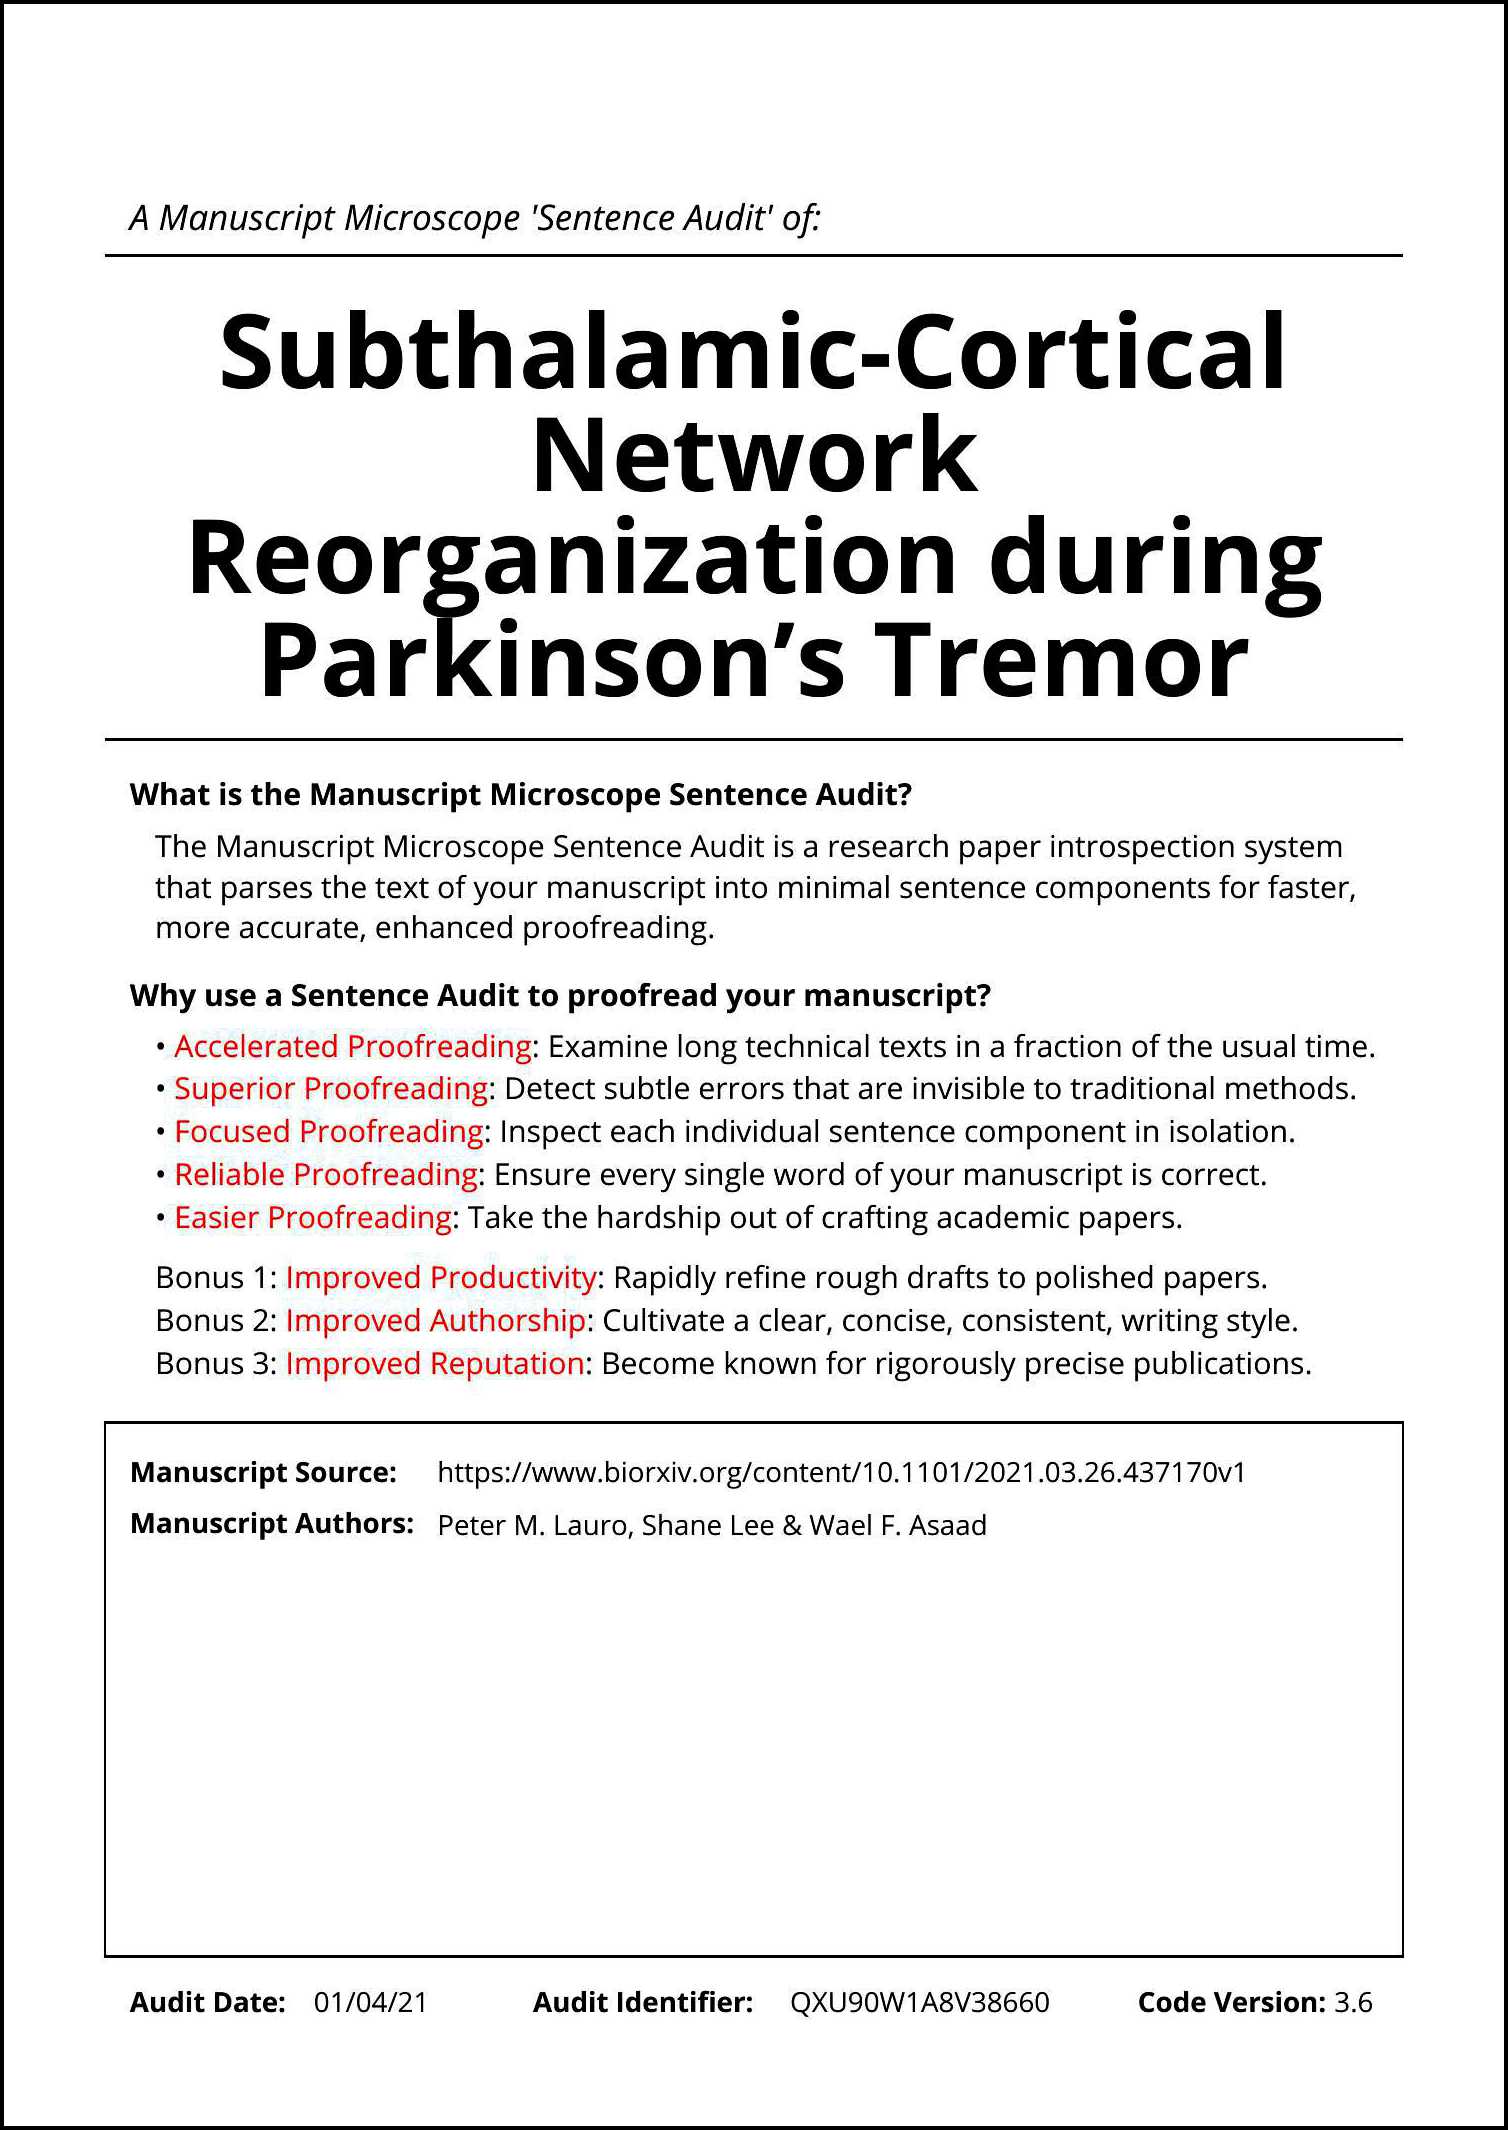 A Manuscript Microscope 'Sentence Audit' of:
Subthalamic-Cortical
Network
Reorganization during
Parkinson’s Tremor
What is the Manuscript Microscope Sentence Audit?
The Manuscript Microscope Sentence Audit is a research paper introspection system
that parses the text of your manuscript into minimal sentence components for faster,
more accurate, enhanced proofreading.
Why use a Sentence Audit to proofread your manuscript?
• Accelerated Proofreading: Examine long technical texts in a fraction of the usual time.
• Superior Proofreading: Detect subtle errors that are invisible to traditional methods.
• Focused Proofreading: Inspect each individual sentence component in isolation.
• Reliable Proofreading: Ensure every single word of your manuscript is correct.
• Easier Proofreading: Take the hardship out of crafting academic papers.
Bonus 1: Improved Productivity: Rapidly refine rough drafts to polished papers.
Bonus 2: Improved Authorship: Cultivate a clear, concise, consistent, writing style.
Bonus 3: Improved Reputation: Become known for rigorously precise publications.
Manuscript Source: https://www.biorxiv.org/content/10.1101/2021.03.26.437170v1
Manuscript Authors: Peter M. Lauro, Shane Lee & Wael F. Asaad
Audit Date: 01/04/21 Audit Identifier: QXU90W1A8V38660 Code Version: 3.6